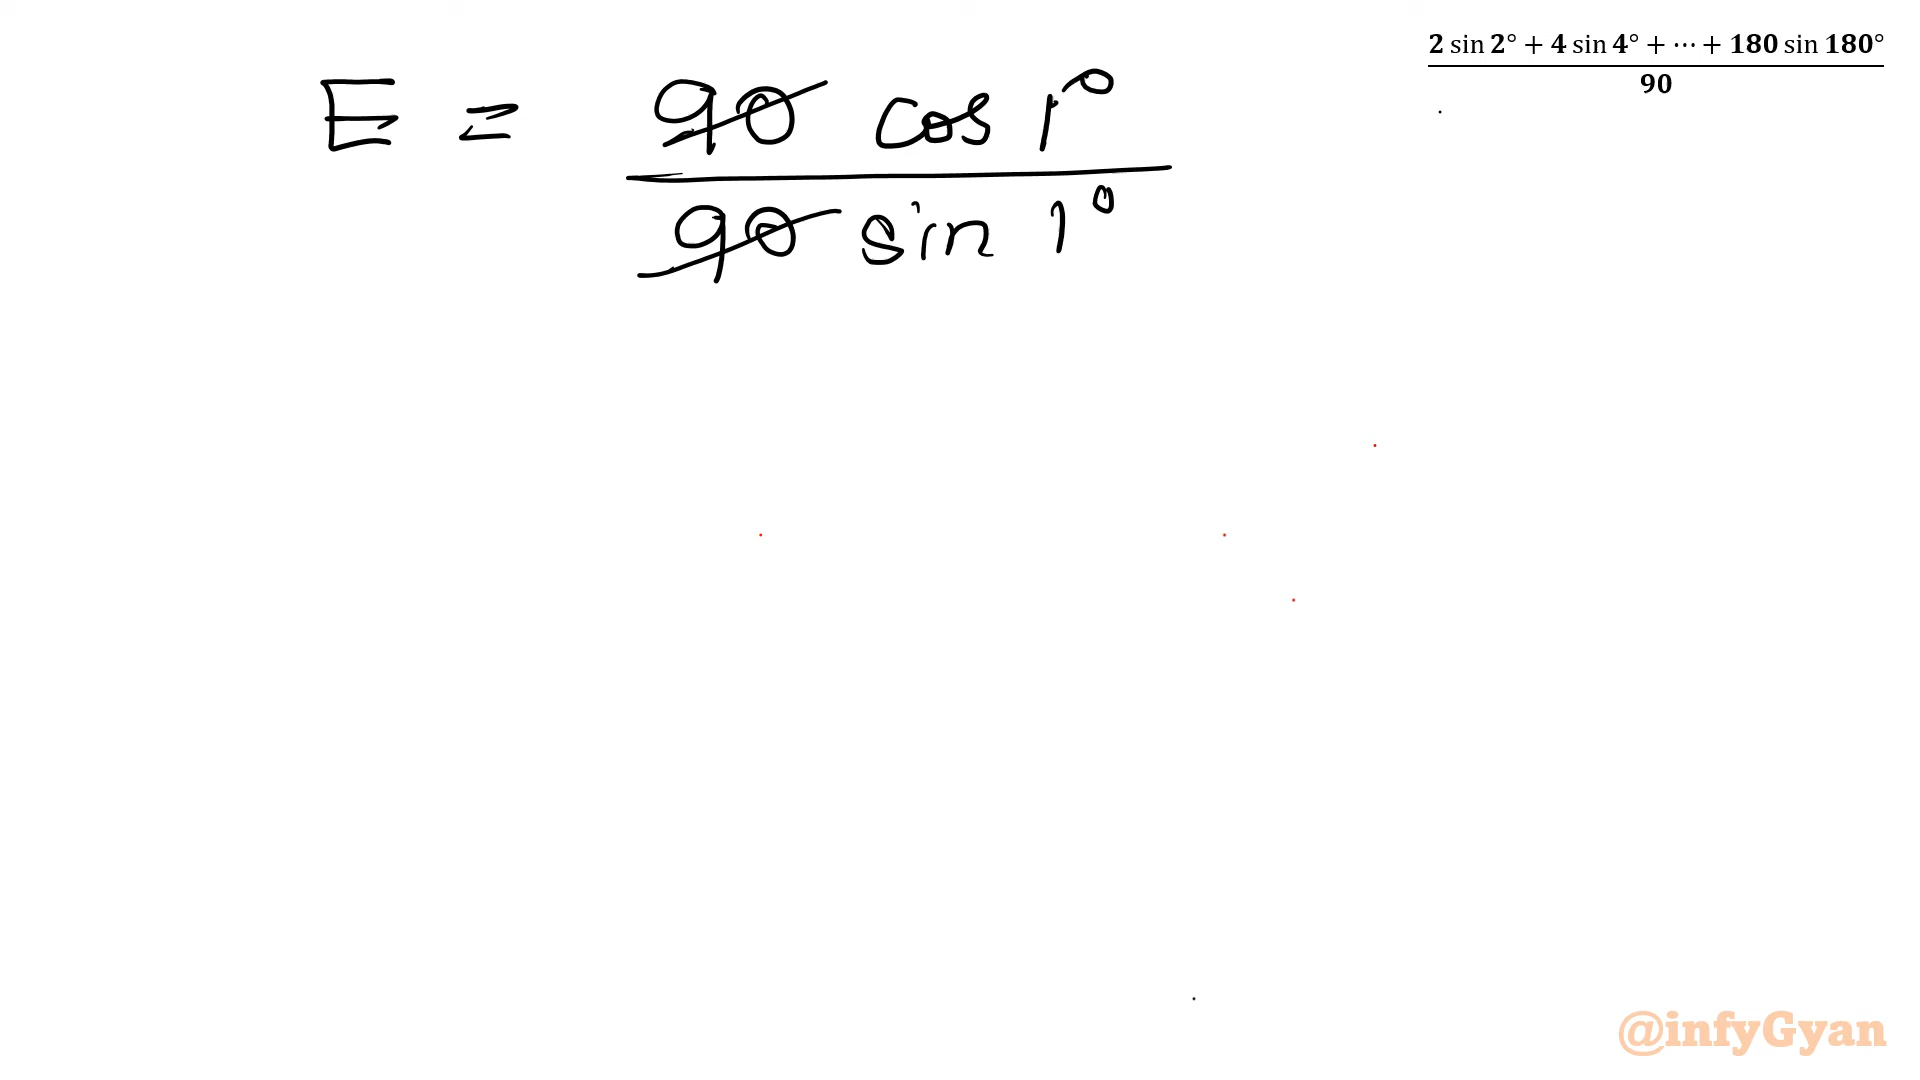 2 sin 2° + 4 sin 4° + ⋯ + 180 sin 180°
90
E = 90 cos 1°
90 sin 1°
@infyGyan